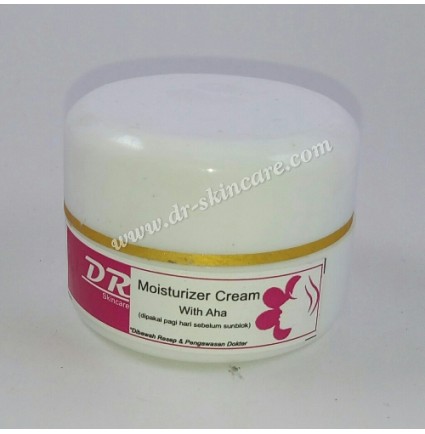 www.dr-skincare.com
DR
Skincare
Moisturizer Cream
With Aha
(dipakai pagi hari sebelum sunblok)
*Dibawah Resep & Pengawasan Dokter